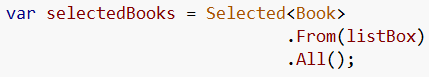 var selectedBooks = Selected<Book>
.From(listBox)
.All();